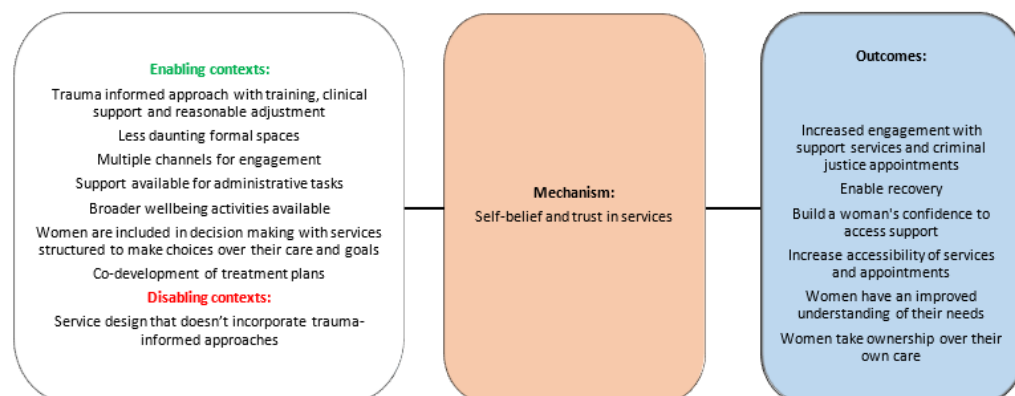 Enabling contexts:
Trauma informed approach with training, clinical
support and reasonable adjustment
Less daunting formal spaces
Multiple channels for engagement
Support available for administrative tasks
Broader wellbeing activities available
Women are included in decision making with services
structured to make choices over their care and goals
Co-development of treatment plans
Disabling contexts:
Service design that doesn’t incorporate trauma-
informed approaches
Mechanism:
Self-belief and trust in services
Outcomes:
Increased engagement with
support services and criminal
justice appointments
Enable recovery
Build a woman's confidence to
access support
Increase accessibility of services
and appointments
Women have an improved
understanding of their needs
Women take ownership over their
own care